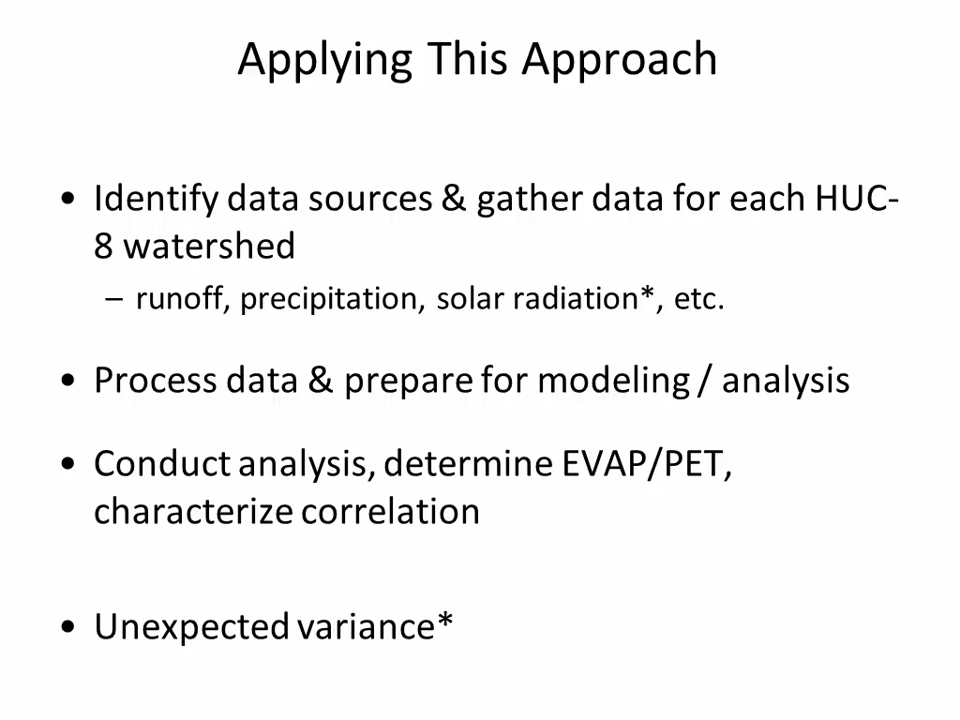 Applying This Approach
• Identify data sources & gather data for each HUC-
8 watershed
– runoff, precipitation, solar radiation*, etc.
• Process data & prepare for modeling / analysis
• Conduct analysis, determine EVAP/PET,
characterize correlation
• Unexpected variance*